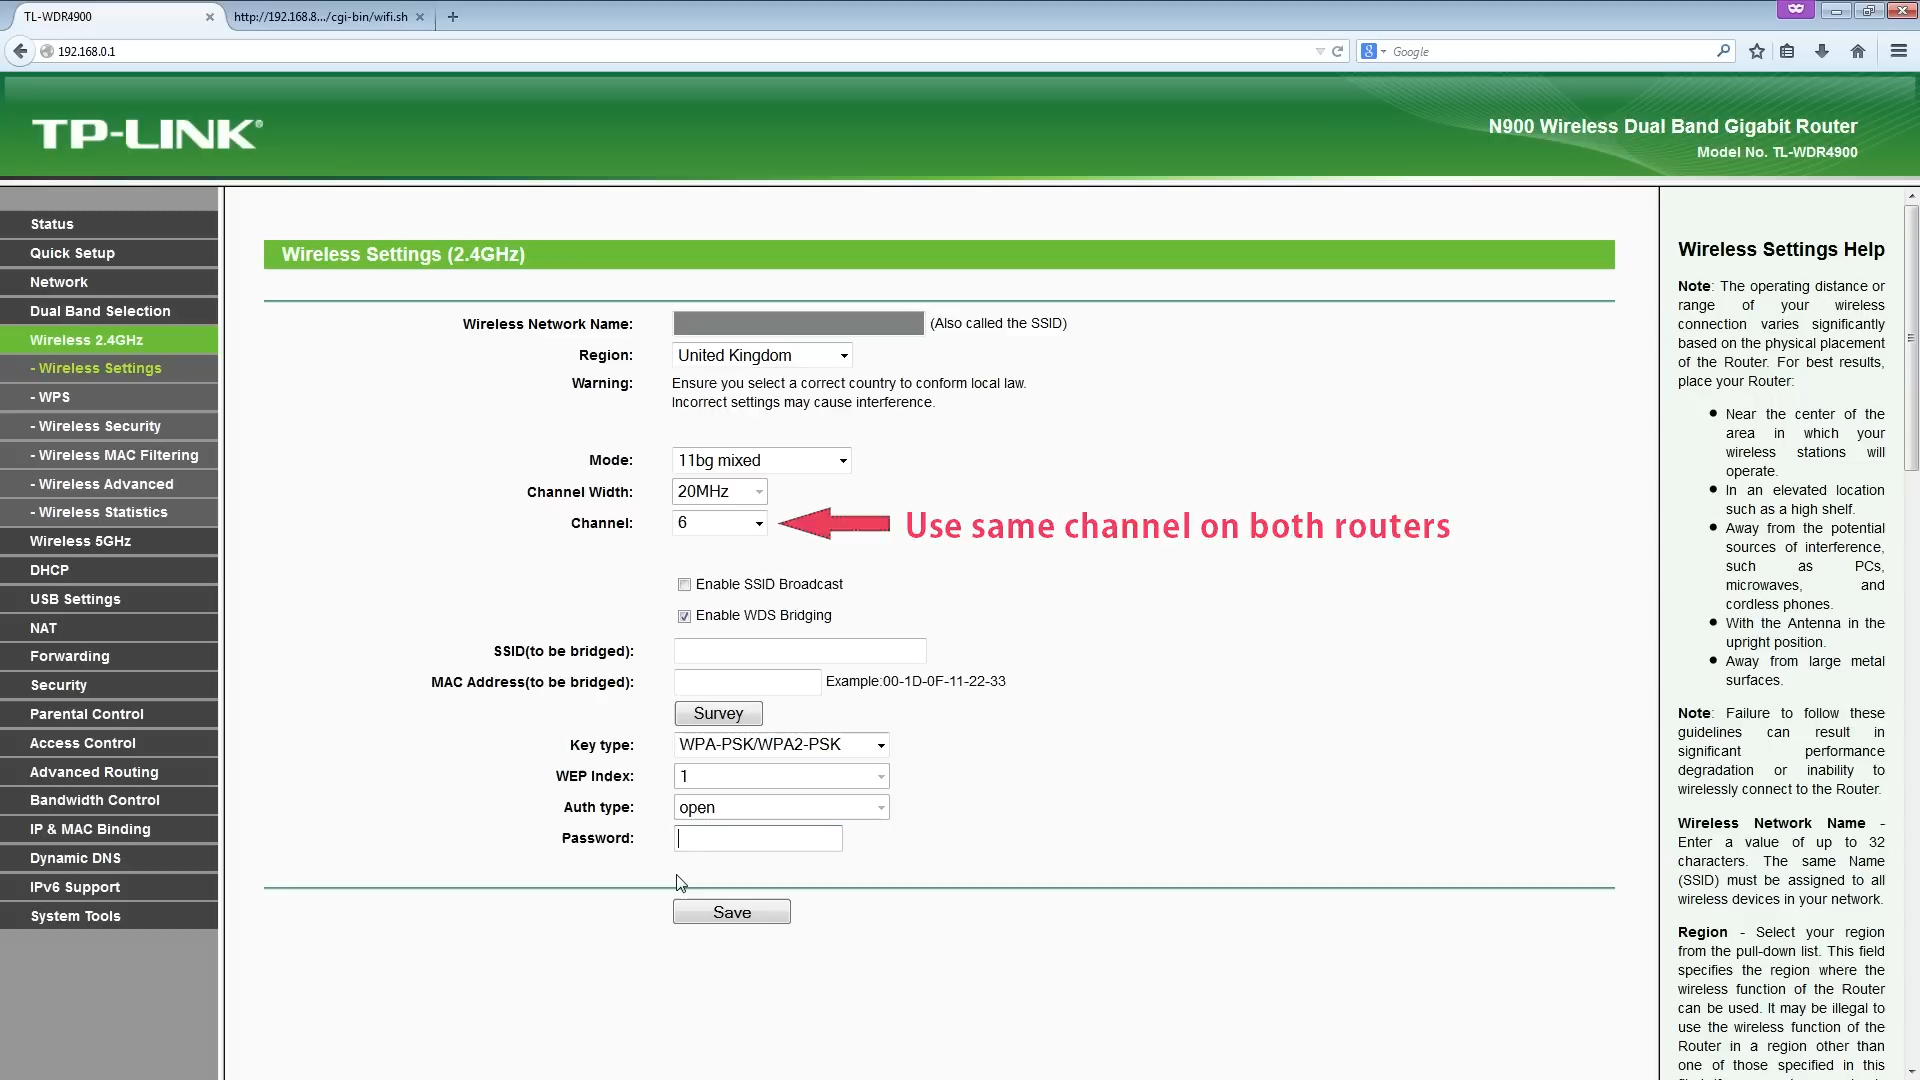 TL-WDR4900
http://192.168.8.../cgi-bin/wifi.sh
192.168.0.1
Google
TP-LINK®
N900 Wireless Dual Band Gigabit Router
Model No. TL-WDR4900
Status
Quick Setup
Network
Dual Band Selection
Wireless 2.4GHz
- Wireless Settings
- WPS
- Wireless Security
- Wireless MAC Filtering
- Wireless Advanced
- Wireless Statistics
Wireless 5GHz
DHCP
USB Settings
NAT
Forwarding
Security
Parental Control
Access Control
Advanced Routing
Bandwidth Control
IP & MAC Binding
Dynamic DNS
IPv6 Support
System Tools
Wireless Settings (2.4GHz)
Wireless Network Name: (Also called the SSID)
Region: United Kingdom
Warning: Ensure you select a correct country to conform local law.
Incorrect settings may cause interference.
Mode: 11bg mixed
Channel Width: 20MHz
Channel: 6 Use same channel on both routers
Enable SSID Broadcast
Enable WDS Bridging
SSID(to be bridged):
MAC Address(to be bridged): Example:00-1D-0F-11-22-33
Survey
Key type: WPA-PSK/WPA2-PSK
WEP Index: 1
Auth type: open
Password:
Save
Wireless Settings Help
Note: The operating distance or
range of your wireless
connection varies significantly
based on the physical placement
of the Router. For best results,
place your Router:
Near the center of the
area in which your
wireless stations will
operate.
In an elevated location
such as a high shelf.
Away from the potential
sources of interference,
such as PCs,
microwaves, and
cordless phones.
With the Antenna in the
upright position.
Away from large metal
surfaces.
Note: Failure to follow these
guidelines can result in
significant performance
degradation or inability to
wirelessly connect to the Router.
Wireless Network Name -
Enter a value of up to 32
characters. The same Name
(SSID) must be assigned to all
wireless devices in your network.
Region - Select your region
from the pull-down list. This field
specifies the region where the
wireless function of the Router
can be used. It may be illegal to
use the wireless function of the
Router in a region other than
one of those specified in this